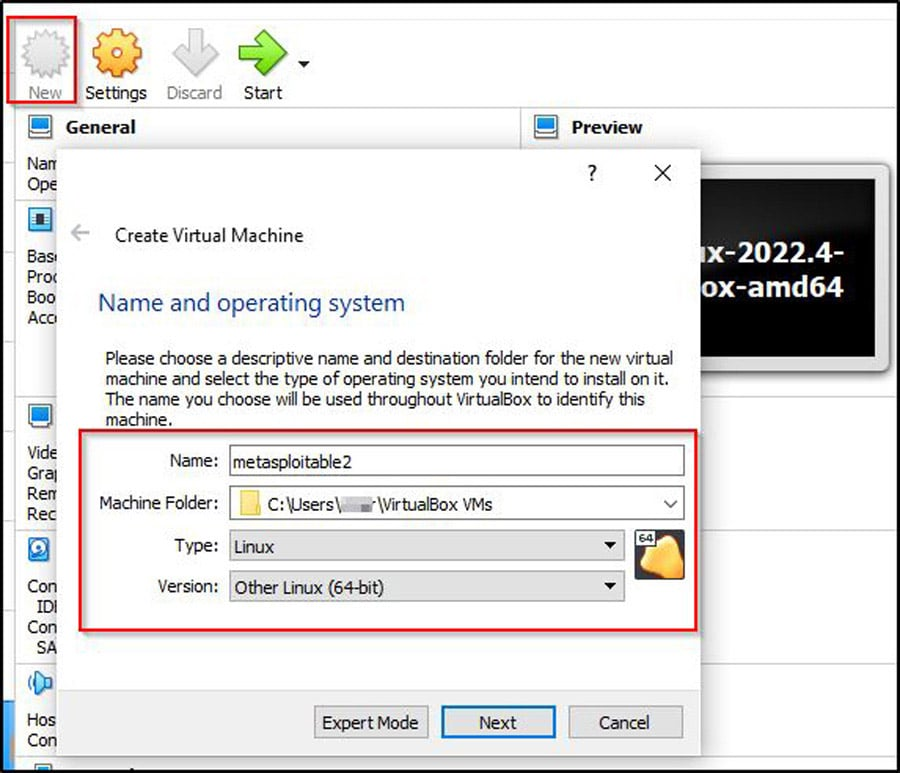 New Settings Discard Start
General Preview
?
Create Virtual Machine
Name and operating system
Please choose a descriptive name and destination folder for the new virtual
machine and select the type of operating system you intend to install on it.
The name you choose will be used throughout VirtualBox to identify this
machine.
Name: metasploitable2
Machine Folder: C:\Users\ r\VirtualBox VMs
Type: Linux
64
Version: Other Linux (64-bit)
Expert Mode Next Cancel
Nam
Ope
Base
Proc
Boo
Acce
Vide
Grap
Rem
Rec
Con
IDE
Con
SA
Hos
Con
ux-2022.4-
ox-amd64